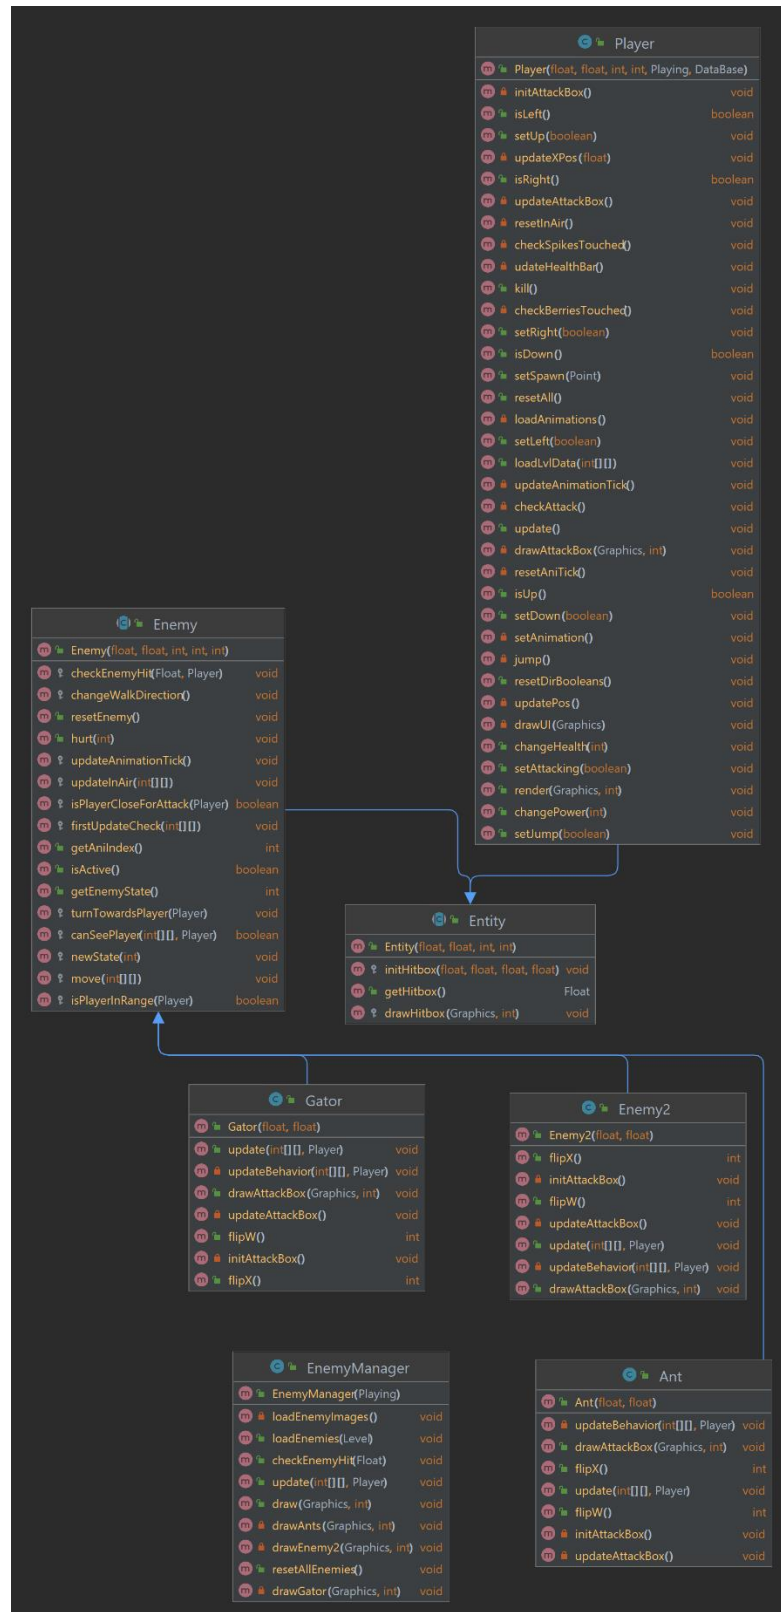 Player
Player(float, float, int, int, Playing, DataBase)
initAttackBox() void
isLeft() boolean
setUp(boolean) void
updateXPos(float) void
isRight() boolean
updateAttackBox() void
resetInAir() void
checkSpikesTouched() void
udateHealthBar() void
kill() void
checkBerriesTouched() void
setRight(boolean) void
isDown() boolean
setSpawn(Point) void
resetAll() void
loadAnimations() void
setLeft(boolean) void
loadLvlData(int[][]) void
updateAnimationTick() void
checkAttack() void
update() void
drawAttackBox(Graphics, int) void
resetAniTick() void
isUp() boolean
setDown(boolean) void
setAnimation() void
jump() void
resetDirBooleans() void
updatePos() void
drawUI(Graphics) void
changeHealth(int) void
setAttacking(boolean) void
render(Graphics, int) void
changePower(int) void
setJump(boolean) void
Enemy
Enemy(float, float, int, int, int)
checkEnemyHit(Float, Player) void
changeWalkDirection() void
resetEnemy() void
hurt(int) void
updateAnimationTick() void
updateInAir(int[][]) void
isPlayerCloseForAttack(Player) boolean
firstUpdateCheck(int[][]) void
getAniIndex() int
isActive() boolean
getEnemyState() int
turnTowardsPlayer(Player) void
canSeePlayer(int[][], Player) boolean
newState(int) void
move(int[][]) void
isPlayerInRange(Player) boolean
Entity
Entity(float, float, int, int)
initHitbox(float, float, float, float) void
getHitbox() Float
drawHitbox(Graphics, int) void
Gator
Gator(float, float)
update(int[][], Player) void
updateBehavior(int[][], Player) void
drawAttackBox(Graphics, int) void
updateAttackBox() void
flipW() int
initAttackBox() void
flipX() int
Enemy2
Enemy2(float, float)
flipX() int
initAttackBox() void
flipW() int
updateAttackBox() void
update(int[][], Player) void
updateBehavior(int[][], Player) void
drawAttackBox(Graphics, int) void
EnemyManager
EnemyManager(Playing)
loadEnemyImages() void
loadEnemies(Level) void
checkEnemyHit(Float) void
update(int[][], Player) void
draw(Graphics, int) void
drawAnts(Graphics, int) void
drawEnemy2(Graphics, int) void
resetAllEnemies() void
drawGator(Graphics, int) void
Ant
Ant(float, float)
updateBehavior(int[][], Player) void
drawAttackBox(Graphics, int) void
flipX() int
update(int[][], Player) void
flipW() int
initAttackBox() void
updateAttackBox() void